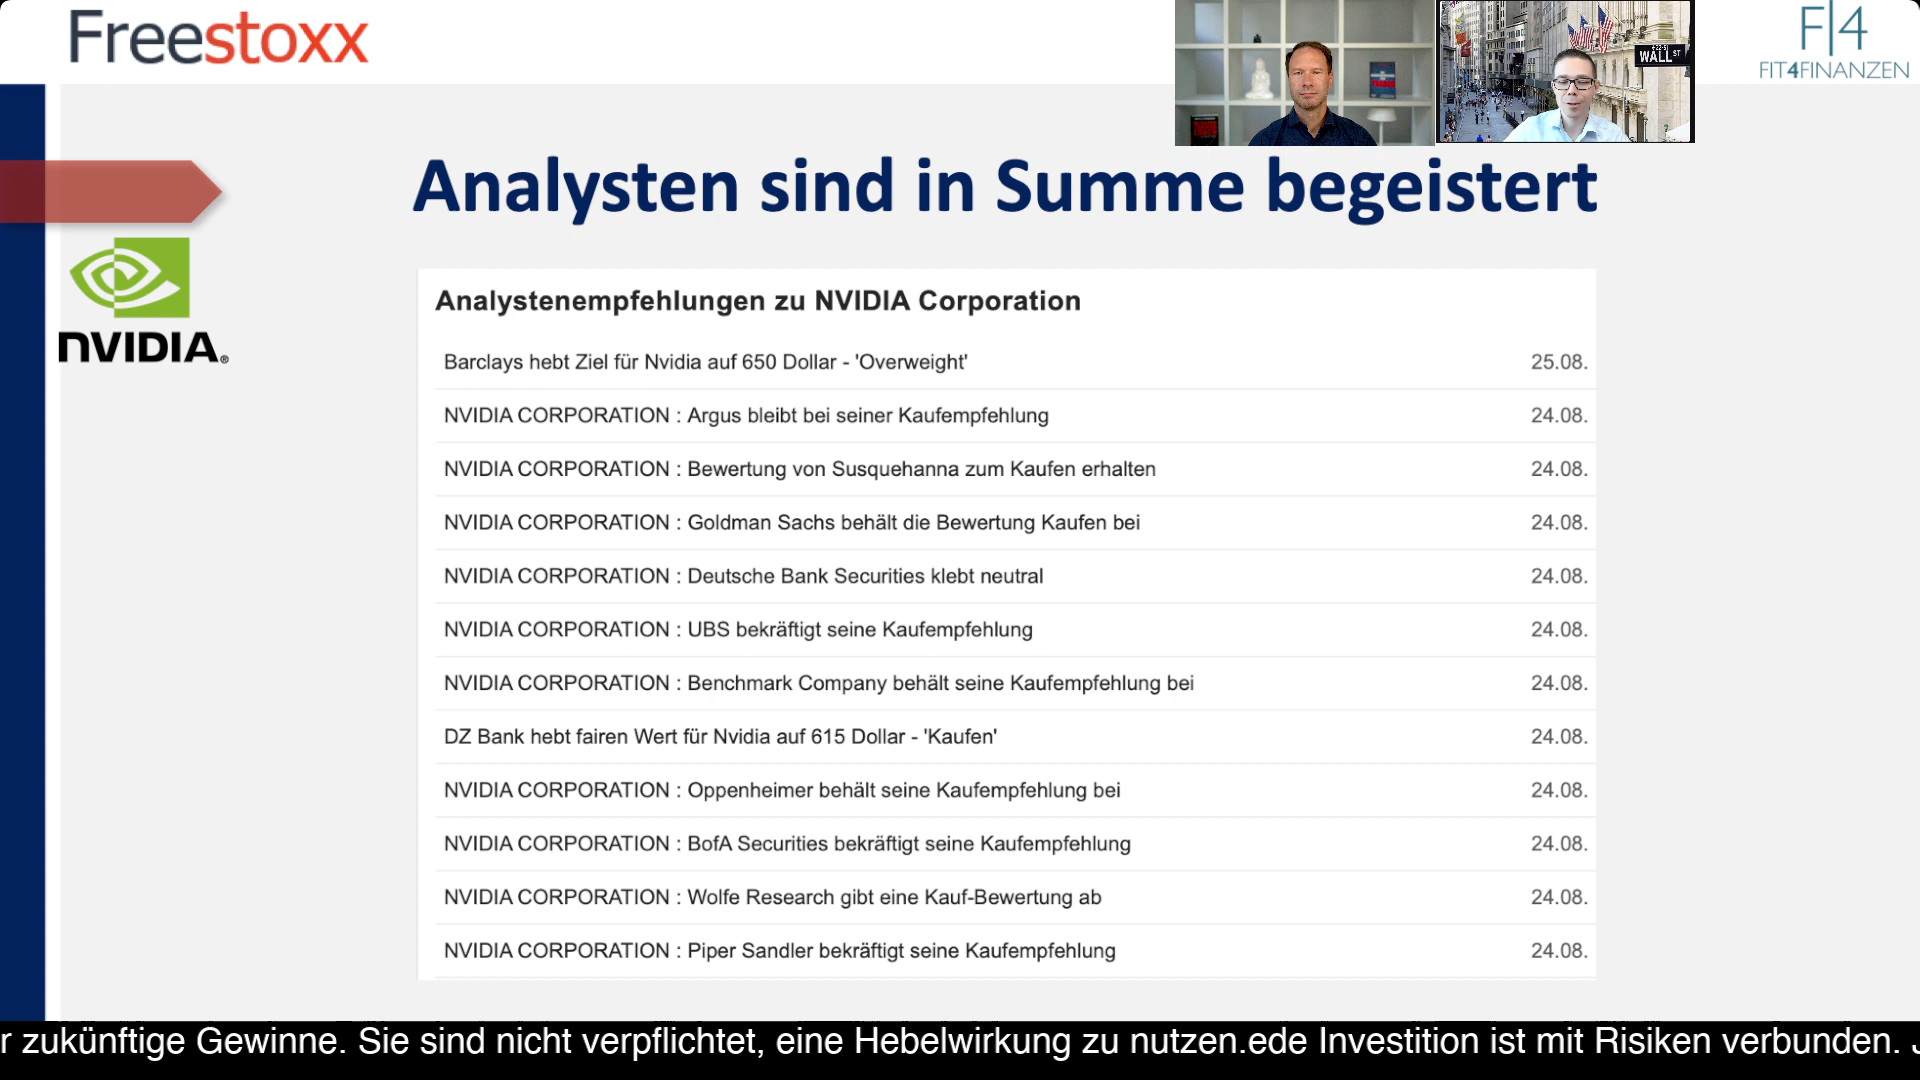 Freestoxx
WALL ST
F|4
FIT4FINANZEN
Analysten sind in Summe begeistert
NVIDIA®
Analystenempfehlungen zu NVIDIA Corporation
Barclays hebt Ziel für Nvidia auf 650 Dollar - 'Overweight' 25.08.
NVIDIA CORPORATION : Argus bleibt bei seiner Kaufempfehlung 24.08.
NVIDIA CORPORATION : Bewertung von Susquehanna zum Kaufen erhalten 24.08.
NVIDIA CORPORATION : Goldman Sachs behält die Bewertung Kaufen bei 24.08.
NVIDIA CORPORATION : Deutsche Bank Securities klebt neutral 24.08.
NVIDIA CORPORATION : UBS bekräftigt seine Kaufempfehlung 24.08.
NVIDIA CORPORATION : Benchmark Company behält seine Kaufempfehlung bei 24.08.
DZ Bank hebt fairen Wert für Nvidia auf 615 Dollar - 'Kaufen' 24.08.
NVIDIA CORPORATION : Oppenheimer behält seine Kaufempfehlung bei 24.08.
NVIDIA CORPORATION : BofA Securities bekräftigt seine Kaufempfehlung 24.08.
NVIDIA CORPORATION : Wolfe Research gibt eine Kauf-Bewertung ab 24.08.
NVIDIA CORPORATION : Piper Sandler bekräftigt seine Kaufempfehlung 24.08.
r zukünftige Gewinne. Sie sind nicht verpflichtet, eine Hebelwirkung zu nutzen.ede Investition ist mit Risiken verbunden. J